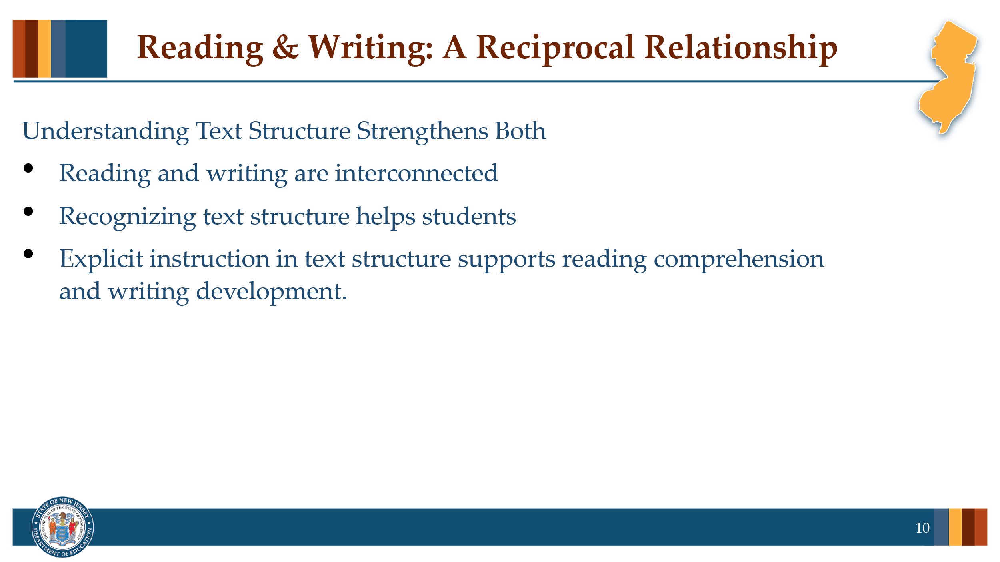 Reading & Writing: A Reciprocal Relationship
Understanding Text Structure Strengthens Both
• Reading and writing are interconnected
• Recognizing text structure helps students
• Explicit instruction in text structure supports reading comprehension
and writing development.
STATE OF NEW JERSEY
THE GREAT SEAL OF THE STATE OF NEW JERSEY
DEPARTMENT OF EDUCATION
10